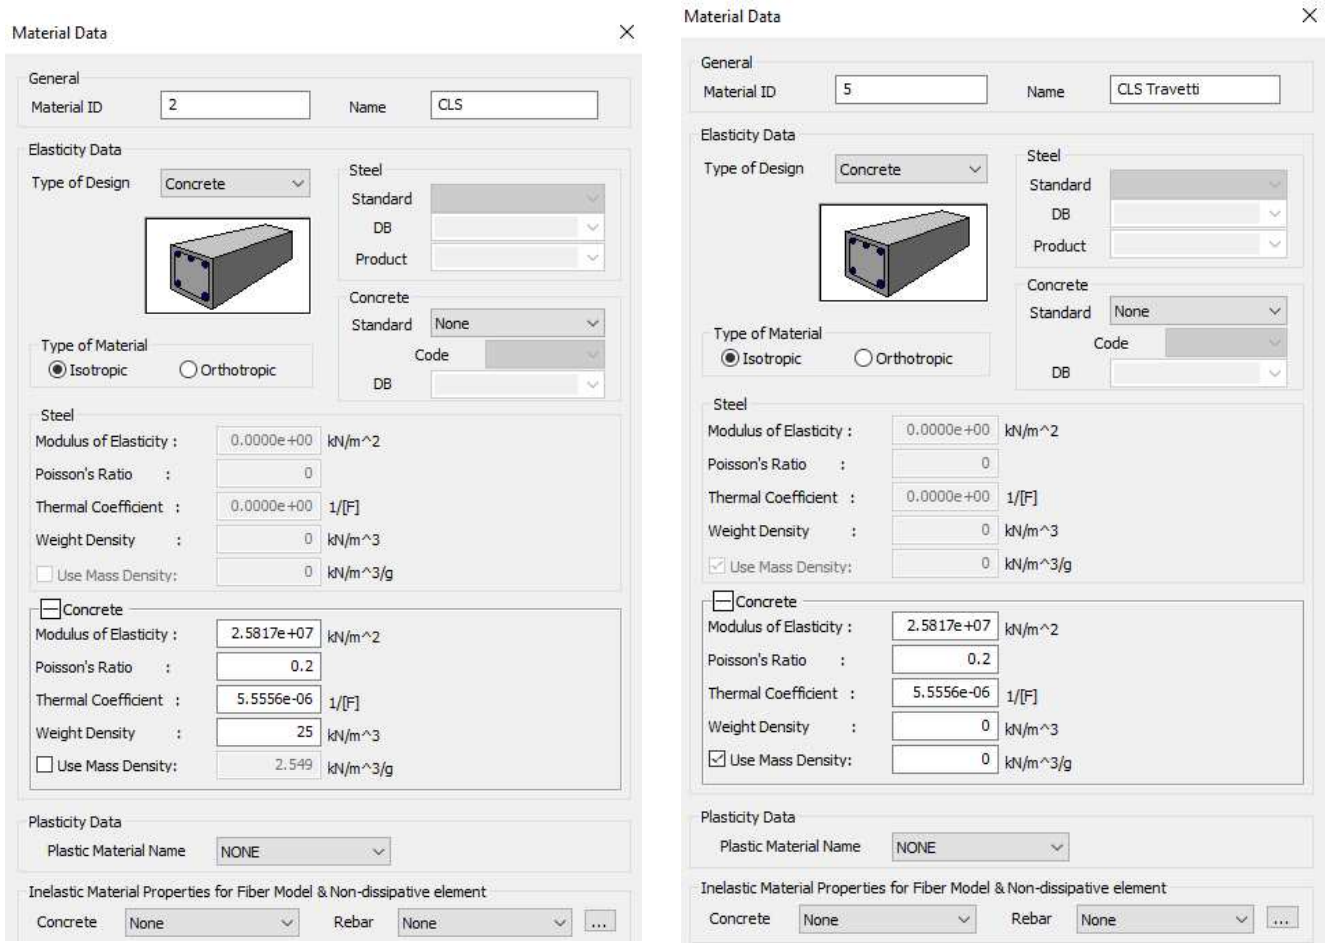 Material Data
General
Material ID 2 Name CLS
Elasticity Data
Type of Design Concrete
Steel
Standard
DB
Product
Concrete
Standard None
Code
DB
Type of Material
Isotropic Orthotropic
Steel
Modulus of Elasticity : 0.0000e+00 kN/m^2
Poisson's Ratio : 0
Thermal Coefficient : 0.0000e+00 1/[F]
Weight Density : 0 kN/m^3
Use Mass Density: 0 kN/m^3/g
Concrete
Modulus of Elasticity : 2.5817e+07 kN/m^2
Poisson's Ratio : 0.2
Thermal Coefficient : 5.5556e-06 1/[F]
Weight Density : 25 kN/m^3
Use Mass Density: 2.549 kN/m^3/g
Plasticity Data
Plastic Material Name NONE
Inelastic Material Properties for Fiber Model & Non-dissipative element
Concrete None Rebar None ...
Material Data
General
Material ID 5 Name CLS Travetti
Elasticity Data
Type of Design Concrete
Steel
Standard
DB
Product
Concrete
Standard None
Code
DB
Type of Material
Isotropic Orthotropic
Steel
Modulus of Elasticity : 0.0000e+00 kN/m^2
Poisson's Ratio : 0
Thermal Coefficient : 0.0000e+00 1/[F]
Weight Density : 0 kN/m^3
Use Mass Density: 0 kN/m^3/g
Concrete
Modulus of Elasticity : 2.5817e+07 kN/m^2
Poisson's Ratio : 0.2
Thermal Coefficient : 5.5556e-06 1/[F]
Weight Density : 0 kN/m^3
Use Mass Density: 0 kN/m^3/g
Plasticity Data
Plastic Material Name NONE
Inelastic Material Properties for Fiber Model & Non-dissipative element
Concrete None Rebar None ...